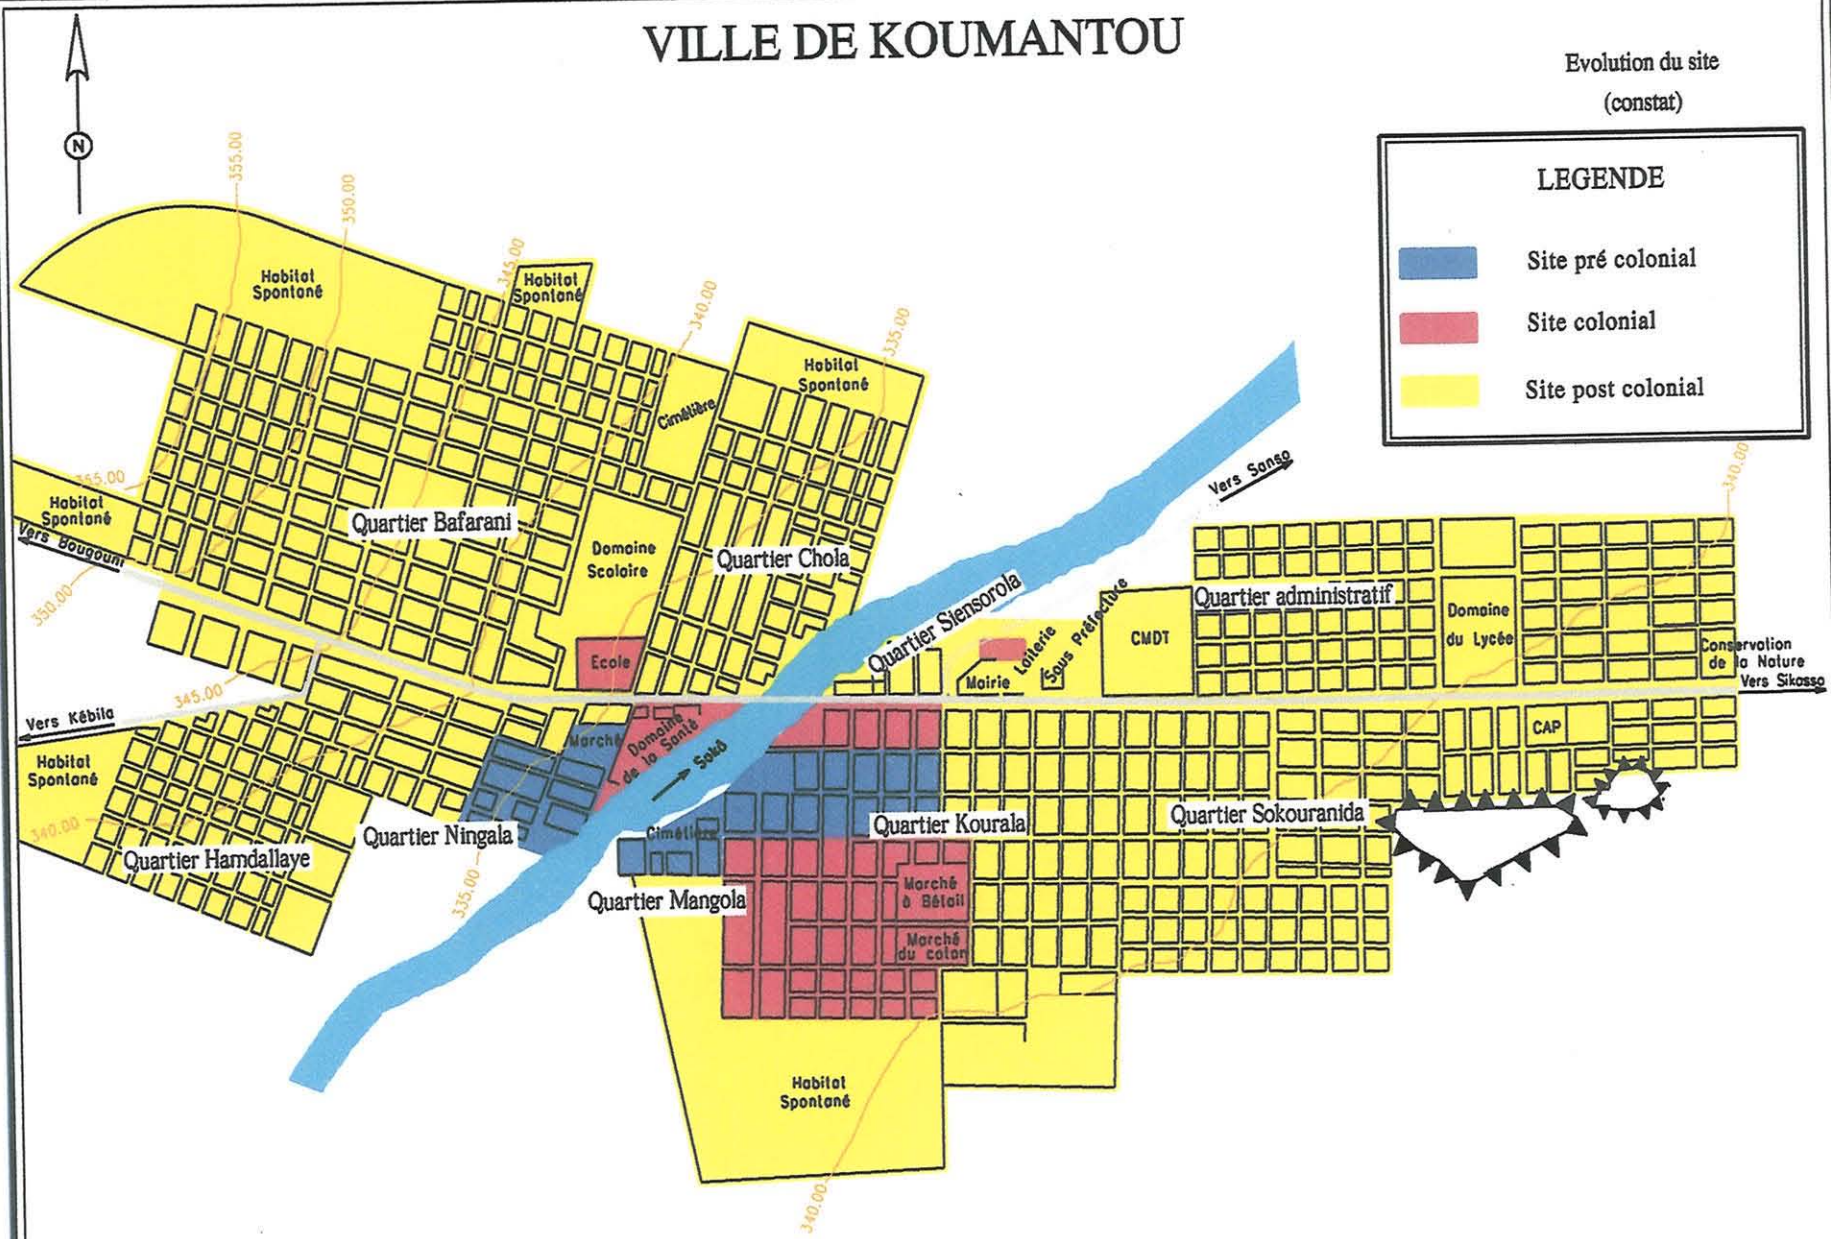 VILLE DE KOUMANTOU
Evolution du site
(constat)
LEGENDE
Site pré colonial
Site colonial
Site post colonial
N
355.00
350.00
345.00
340.00
335.00
Habitat
Spontané
Habitat
Spontané
Habitat
Spontané
Cimétière
Vers Sanso
340.00
355.00
Habitat
Spontané
Vers Bougouni
350.00
Quartier Bafarani
Domaine
Scolaire
Quartier Chola
Quartier Siensorola
Quartier administratif
Ecole
Mairie
Laiterie
Sous Préfecture
CMDT
Domaine
du Lycée
Conservation
de la Nature
Vers Sikasso
345.00
Vers Kébila
Habitat
Spontané
Marché
Domaine
de la Santé
Sokô
CAP
340.00
Quartier Hamdallaye
Quartier Ningala
335.00
Cimétière
Quartier Kourala
Quartier Sokouranida
Quartier Mangola
Marché
à Bétail
Marché
du coton
Habitat
Spontané
340.00